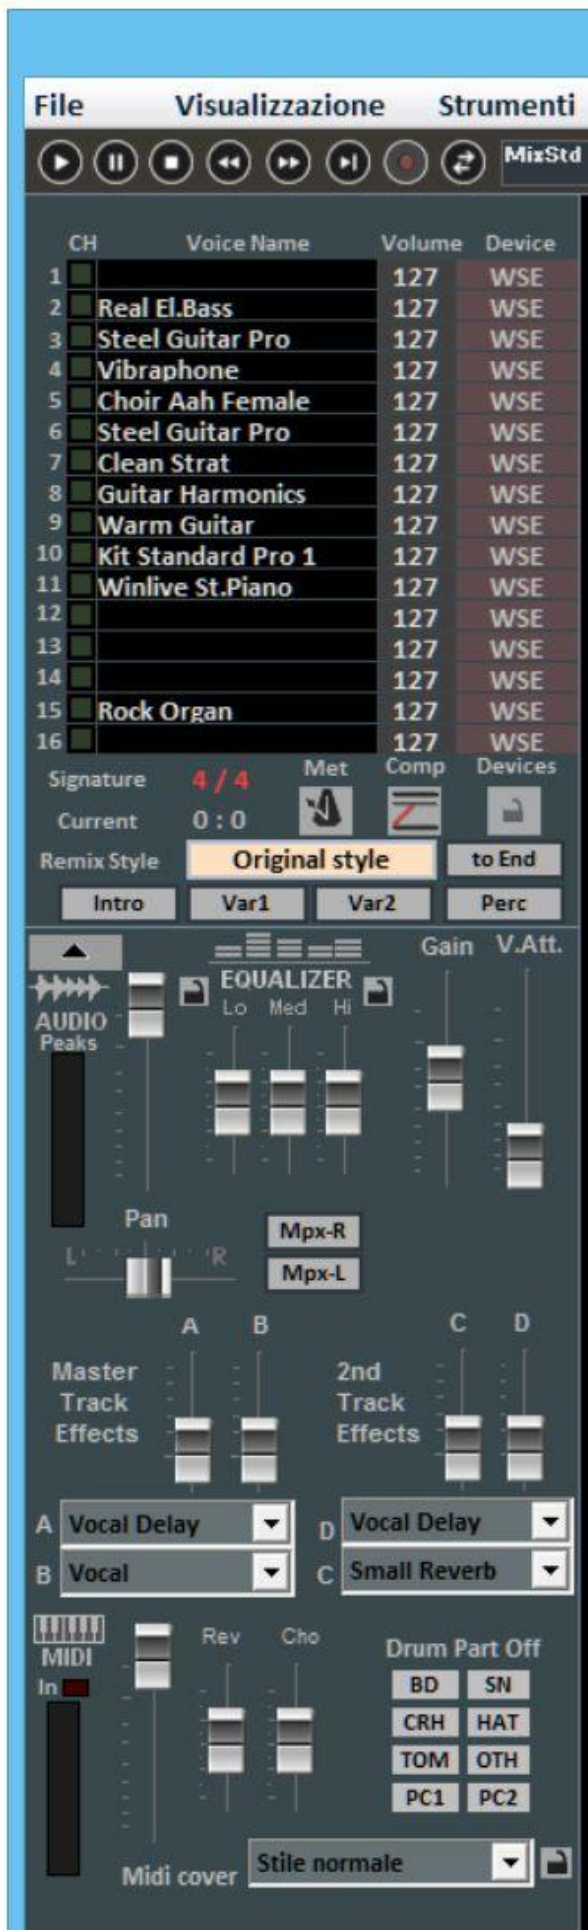 File Visualizzazione Strumenti
MixStd
CH Voice Name Volume Device
1 127 WSE
2 Real El.Bass 127 WSE
3 Steel Guitar Pro 127 WSE
4 Vibraphone 127 WSE
5 Choir Aah Female 127 WSE
6 Steel Guitar Pro 127 WSE
7 Clean Strat 127 WSE
8 Guitar Harmonics 127 WSE
9 Warm Guitar 127 WSE
10 Kit Standard Pro 1 127 WSE
11 Winlive St.Piano 127 WSE
12 127 WSE
13 127 WSE
14 127 WSE
15 Rock Organ 127 WSE
16 127 WSE
Signature 4 / 4 Met Comp Devices
Current 0 : 0
Remix Style Original style to End
Intro Var1 Var2 Perc
Gain V.Att.
EQUALIZER
AUDIO Lo Med Hi
Peaks
Pan
L R
Mpx-R
Mpx-L
A B C D
Master 2nd
Track Track
Effects Effects
A Vocal Delay D Vocal Delay
B Vocal C Small Reverb
MIDI Rev Cho Drum Part Off
In BD SN
CRH HAT
TOM OTH
PC1 PC2
Midi cover Stile normale